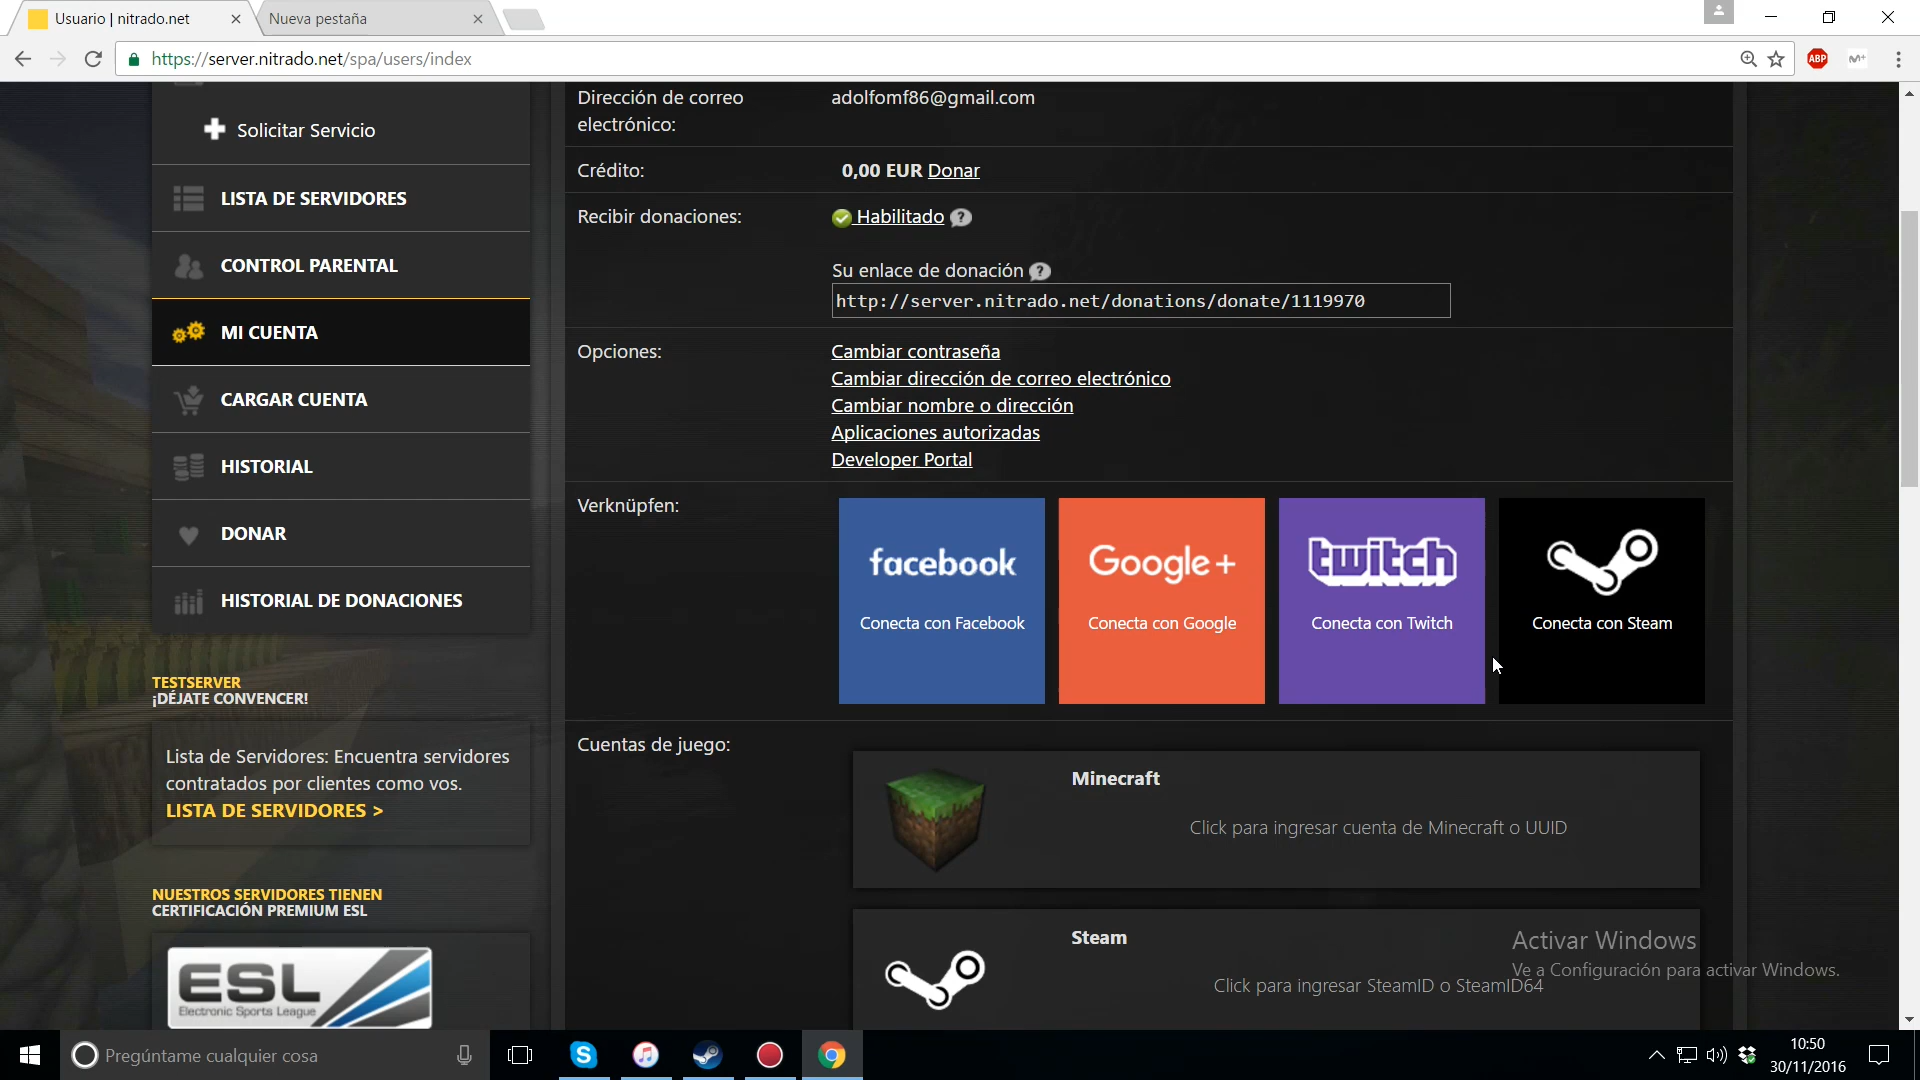 Usuario | nitrado.net
Nueva pestaña
https://server.nitrado.net/spa/users/index
ABP
Solicitar Servicio
LISTA DE SERVIDORES
CONTROL PARENTAL
MI CUENTA
CARGAR CUENTA
HISTORIAL
DONAR
HISTORIAL DE DONACIONES
TESTSERVER
¡DÉJATE CONVENCER!
Lista de Servidores: Encuentra servidores
contratados por clientes como vos.
LISTA DE SERVIDORES >
NUESTROS SERVIDORES TIENEN
CERTIFICACIÓN PREMIUM ESL
ESL
Electronic Sports League
Dirección de correo
electrónico:
adolfomf86@gmail.com
Crédito:
0,00 EUR Donar
Recibir donaciones:
Habilitado ?
Su enlace de donación ?
http://server.nitrado.net/donations/donate/1119970
Opciones:
Cambiar contraseña
Cambiar dirección de correo electrónico
Cambiar nombre o dirección
Aplicaciones autorizadas
Developer Portal
Verknüpfen:
facebook
Conecta con Facebook
Google+
Conecta con Google
twitch
Conecta con Twitch
Conecta con Steam
Cuentas de juego:
Minecraft
Click para ingresar cuenta de Minecraft o UUID
Steam
Click para ingresar SteamID o SteamID64
Activar Windows
Ve a Configuración para activar Windows.
Pregúntame cualquier cosa
10:50
30/11/2016